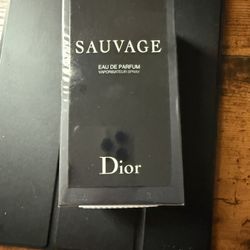 SAUVAGE
EAU DE PARFUM
VAPORISATEUR SPRAY
Dior